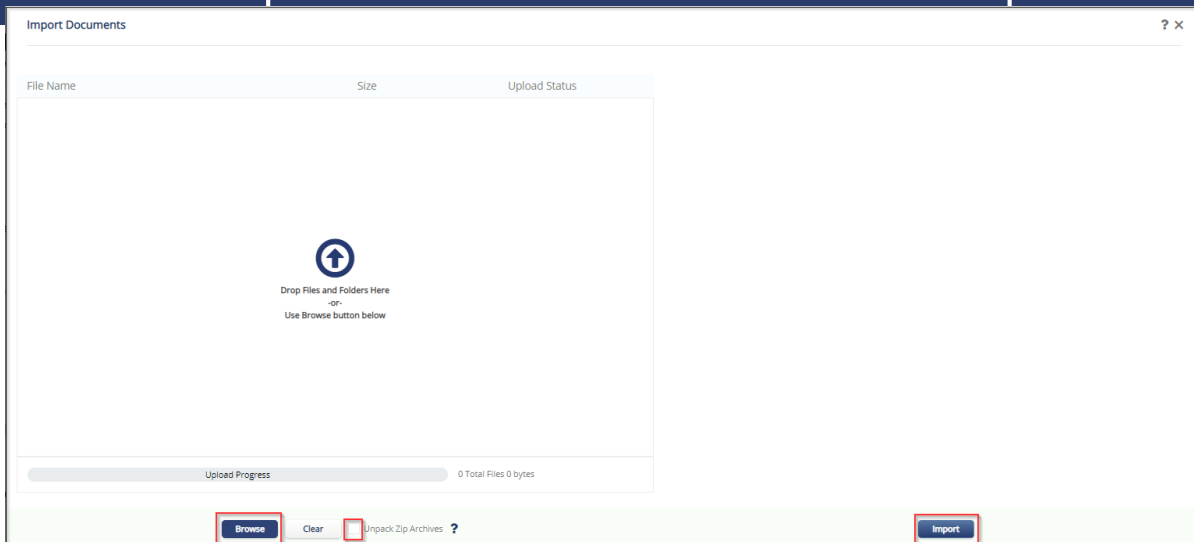 Import Documents
? ×
File Name Size Upload Status
Drop Files and Folders Here
-or-
Use Browse button below
Upload Progress 0 Total Files 0 bytes
Browse Clear Unpack Zip Archives ? Import